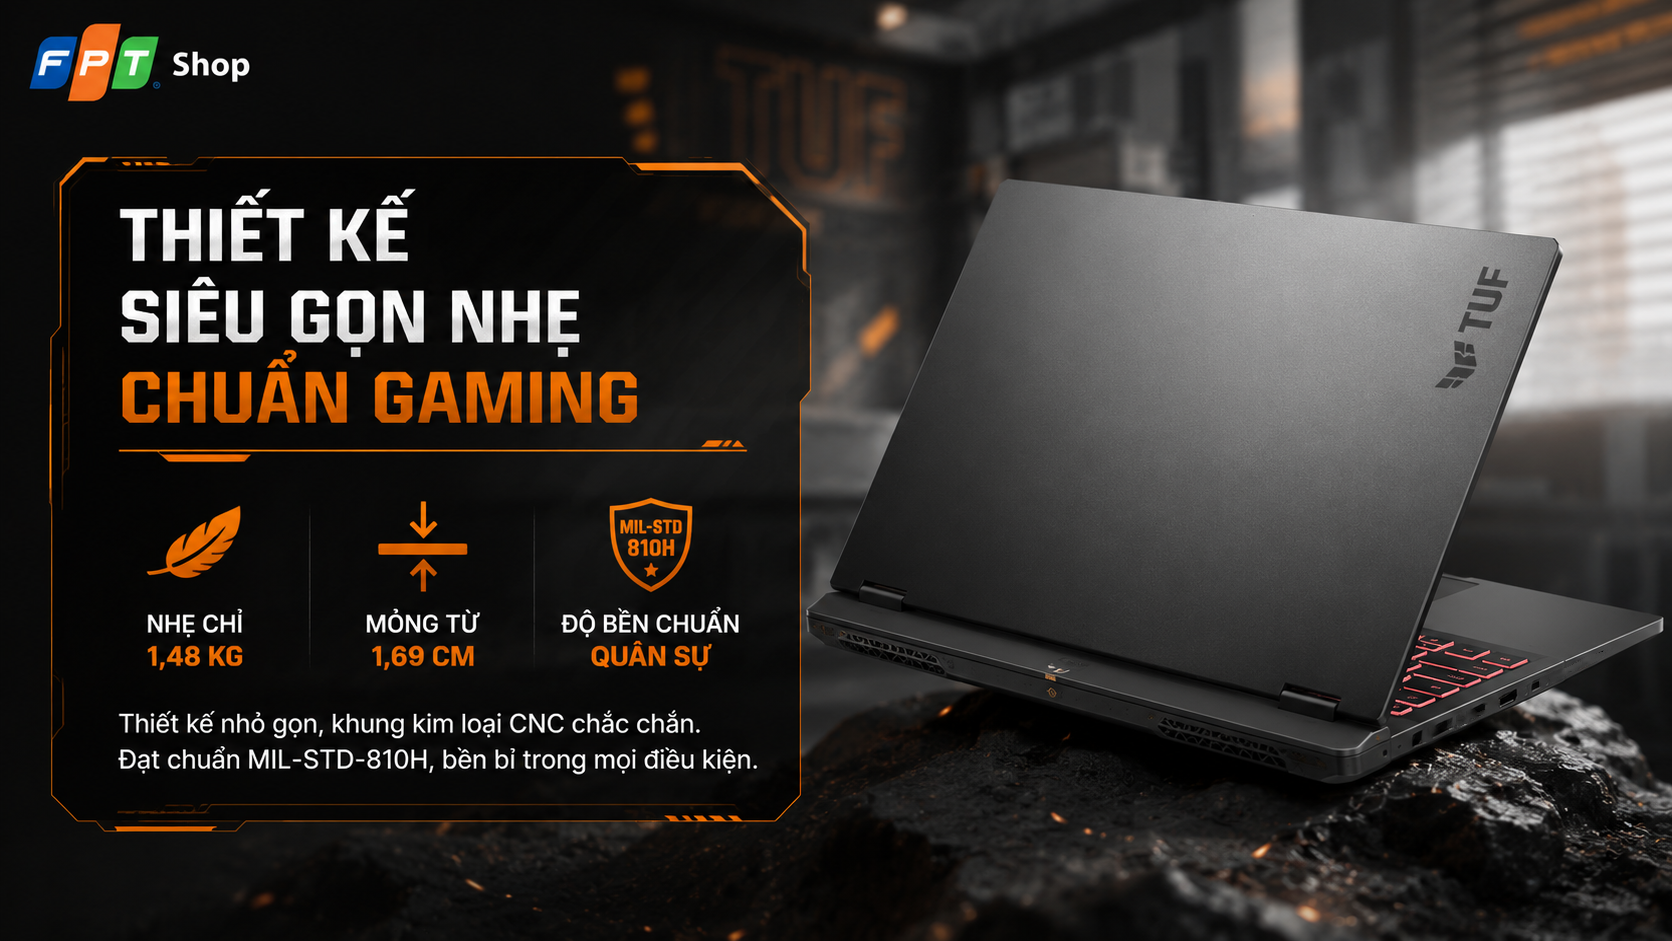 FPT Shop
TUF
THIẾT KẾ
SIÊU GỌN NHẸ
CHUẨN GAMING
MIL-STD
810H
NHẸ CHỈ
1,48 KG
MỎNG TỪ
1,69 CM
ĐỘ BỀN CHUẨN
QUÂN SỰ
Thiết kế nhỏ gọn, khung kim loại CNC chắc chắn.
Đạt chuẩn MIL-STD-810H, bền bỉ trong mọi điều kiện.
TUF